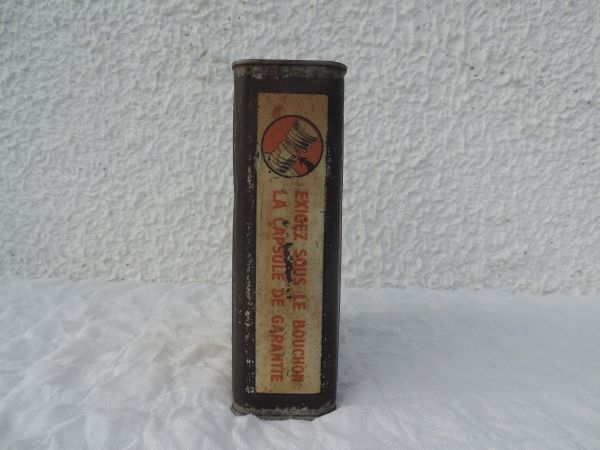 EXIGEZ SOUS LE BOUCHON
LA CAPSULE DE GARANTIE